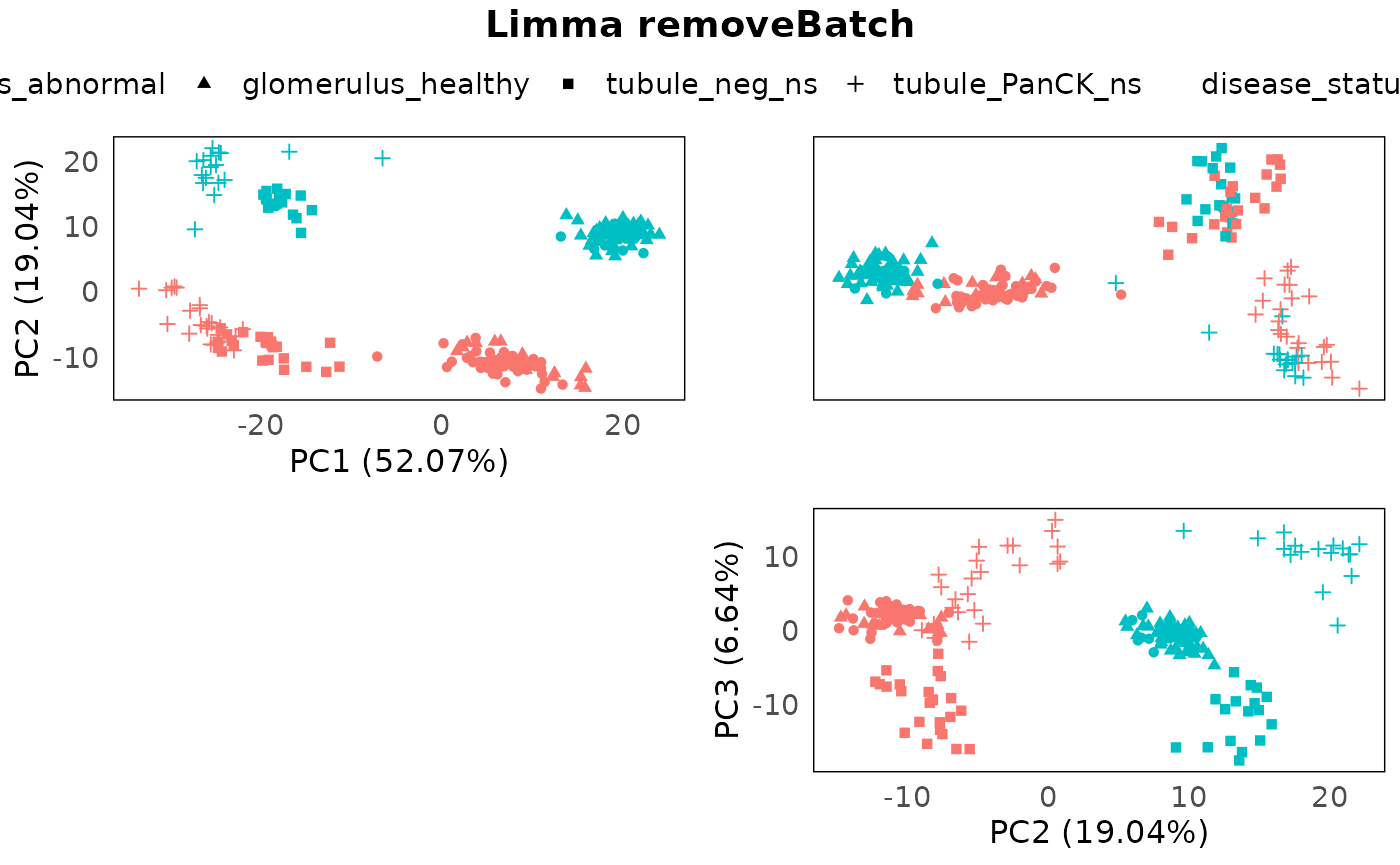 Limma removeBatch
s_abnormal glomerulus_healthy tubule_neg_ns tubule_PanCK_ns disease_statu
PC2 (19.04%)
20
10
0
-10
-20 0 20
PC1 (52.07%)
PC3 (6.64%)
10
0
-10
-10 0 10 20
PC2 (19.04%)